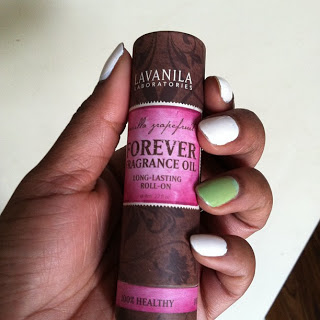 LAVANILA
LABORATORIES
vanilla grapefruit
FOREVER
FRAGRANCE OIL
LONG-LASTING
ROLL-ON
100% HEALTHY